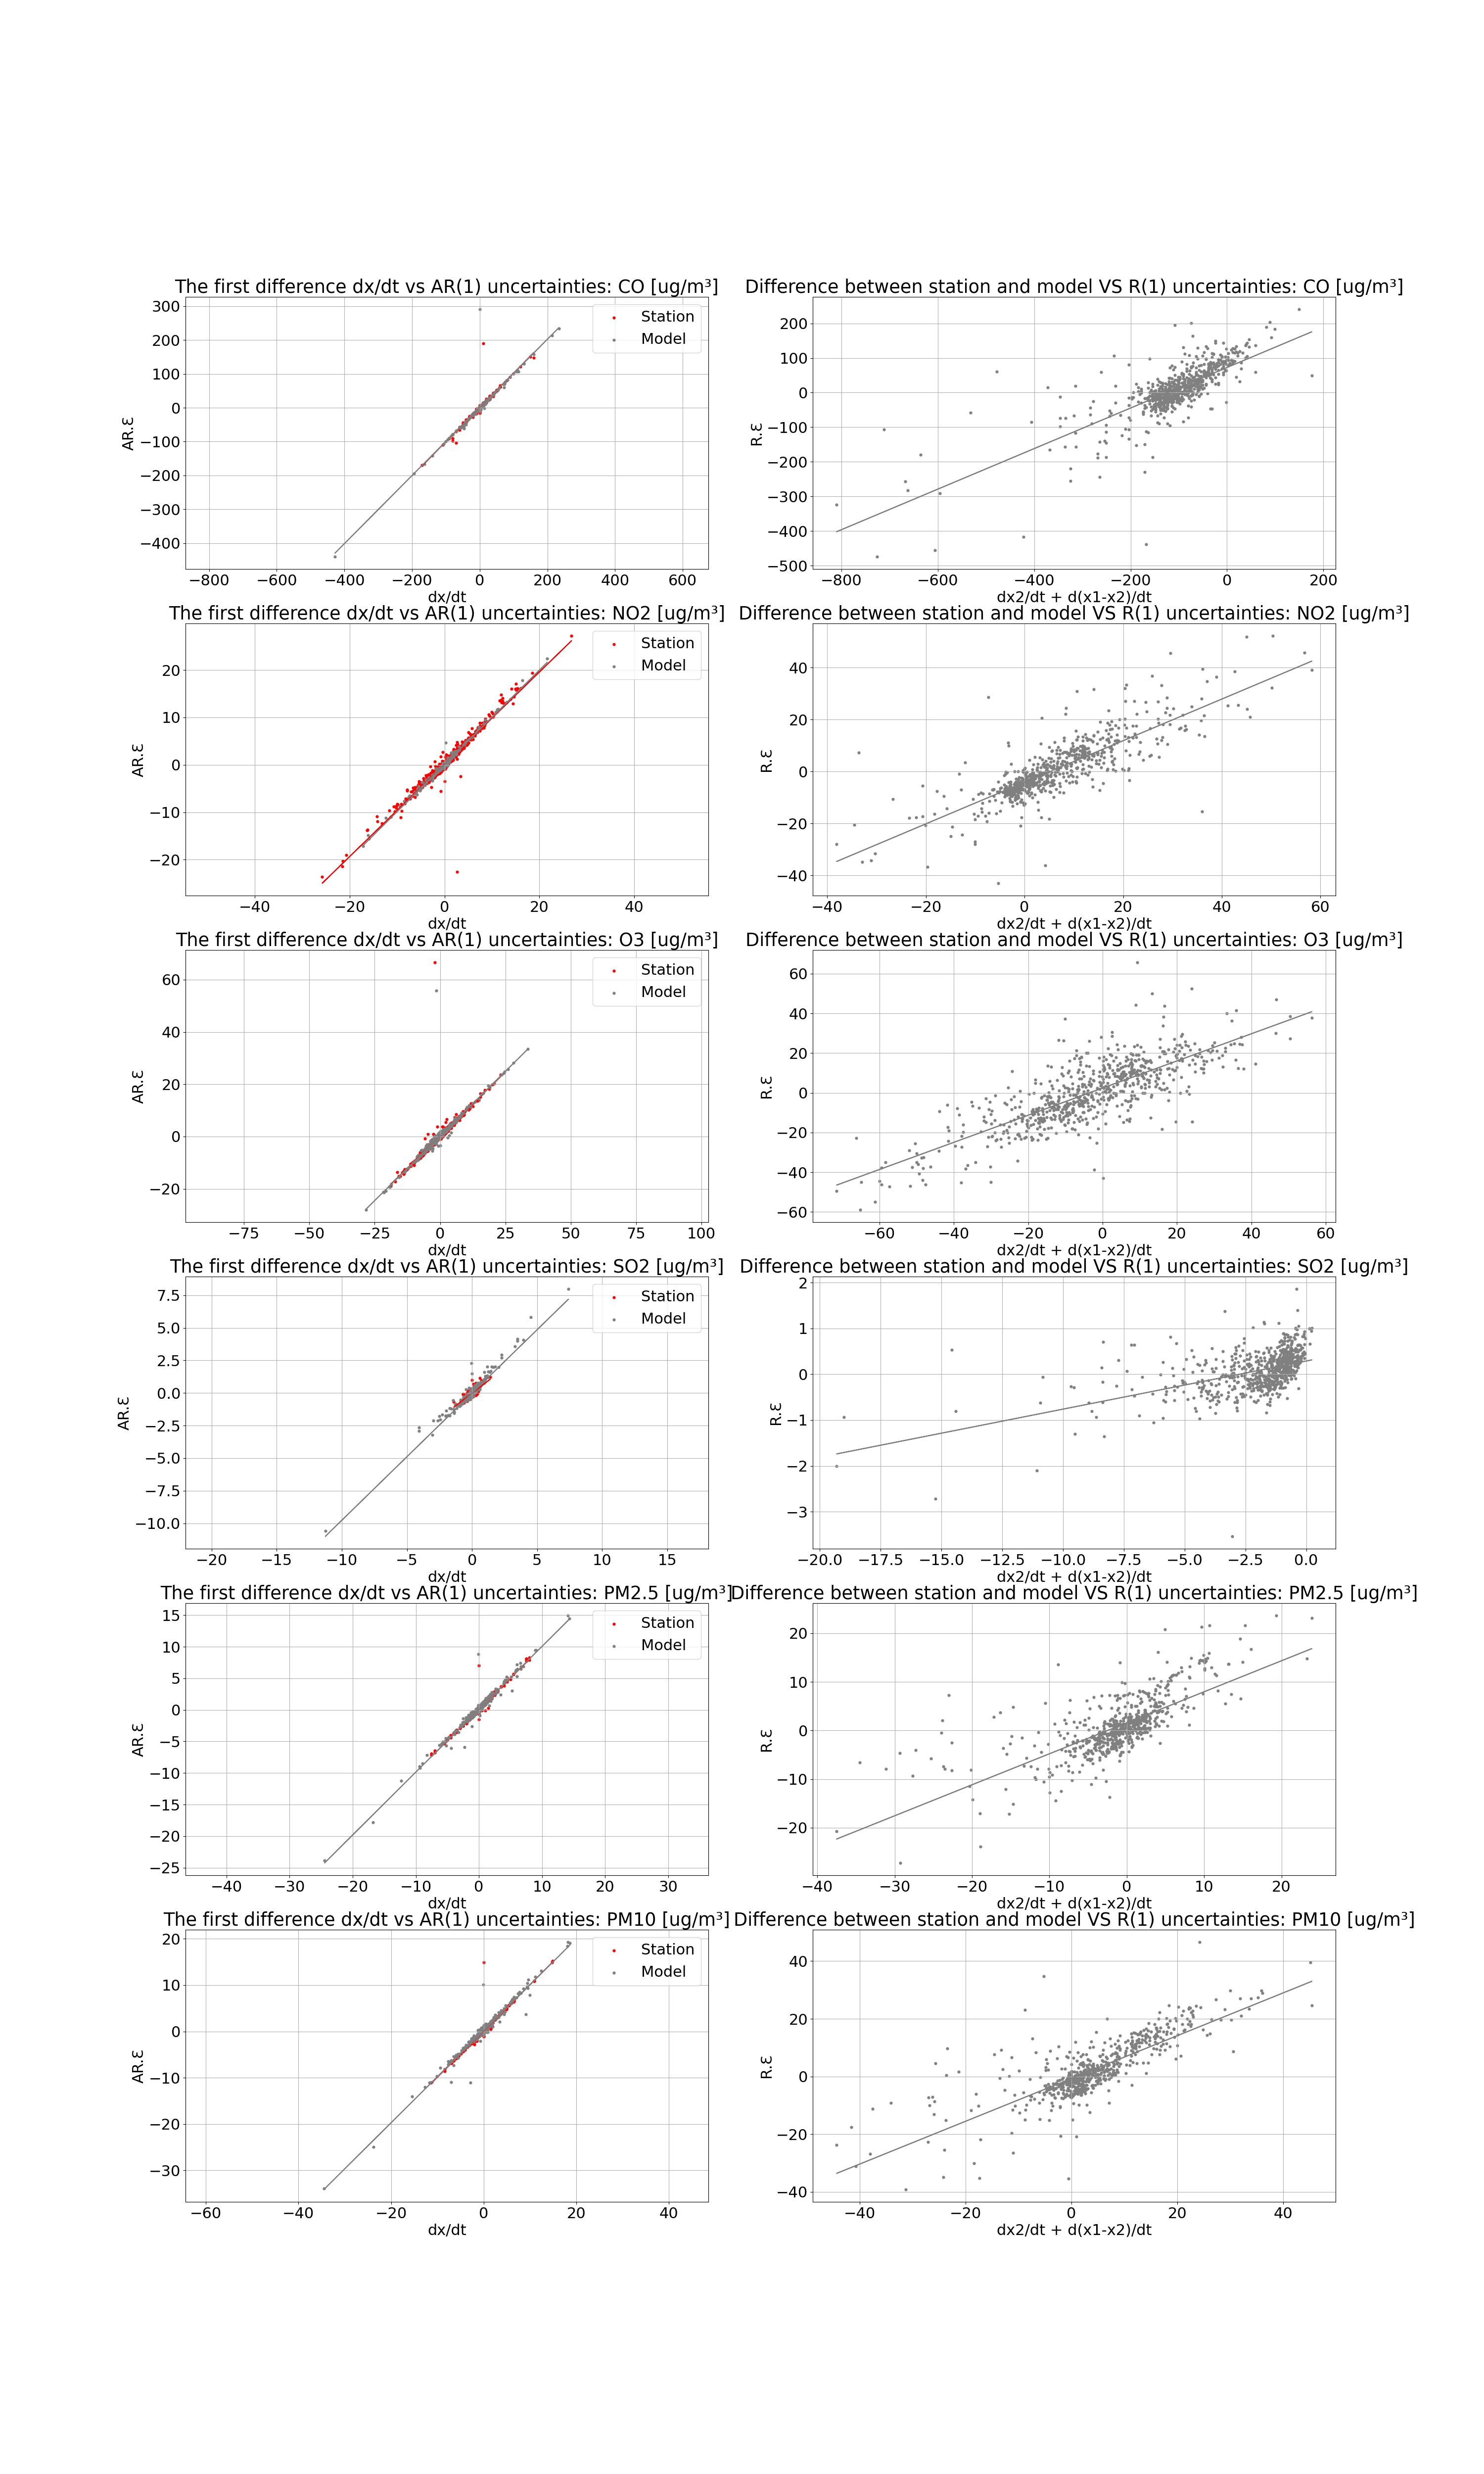 The first difference dx/dt vs AR(1) uncertainties: CO [ug/m³]
300
200
100
0
−100
−200
−300
−400
AR.ε
Station
Model
−800 −600 −400 −200 0 200 400 600
dx/dt
Difference between station and model VS R(1) uncertainties: CO [ug/m³]
200
100
0
−100
−200
−300
−400
−500
R.ε
−800 −600 −400 −200 0 200
dx2/dt + d(x1-x2)/dt
The first difference dx/dt vs AR(1) uncertainties: NO2 [ug/m³]
20
10
0
−10
−20
AR.ε
Station
Model
−40 −20 0 20 40
dx/dt
Difference between station and model VS R(1) uncertainties: NO2 [ug/m³]
40
20
0
−20
−40
R.ε
−40 −20 0 20 40 60
dx2/dt + d(x1-x2)/dt
The first difference dx/dt vs AR(1) uncertainties: O3 [ug/m³]
60
40
20
0
−20
AR.ε
Station
Model
−75 −50 −25 0 25 50 75 100
dx/dt
Difference between station and model VS R(1) uncertainties: O3 [ug/m³]
60
40
20
0
−20
−40
−60
R.ε
−60 −40 −20 0 20 40 60
dx2/dt + d(x1-x2)/dt
The first difference dx/dt vs AR(1) uncertainties: SO2 [ug/m³]
7.5
5.0
2.5
0.0
−2.5
−5.0
−7.5
−10.0
AR.ε
Station
Model
−20 −15 −10 −5 0 5 10 15
dx/dt
Difference between station and model VS R(1) uncertainties: SO2 [ug/m³]
2
1
0
−1
−2
−3
R.ε
−20.0 −17.5 −15.0 −12.5 −10.0 −7.5 −5.0 −2.5 0.0
dx2/dt + d(x1-x2)/dt
The first difference dx/dt vs AR(1) uncertainties: PM2.5 [ug/m³]
15
10
5
0
−5
−10
−15
−20
−25
AR.ε
Station
Model
−40 −30 −20 −10 0 10 20 30
dx/dt
Difference between station and model VS R(1) uncertainties: PM2.5 [ug/m³]
20
10
0
−10
−20
R.ε
−40 −30 −20 −10 0 10 20
dx2/dt + d(x1-x2)/dt
The first difference dx/dt vs AR(1) uncertainties: PM10 [ug/m³]
20
10
0
−10
−20
−30
AR.ε
Station
Model
−60 −40 −20 0 20 40
dx/dt
Difference between station and model VS R(1) uncertainties: PM10 [ug/m³]
40
20
0
−20
−40
R.ε
−40 −20 0 20 40
dx2/dt + d(x1-x2)/dt